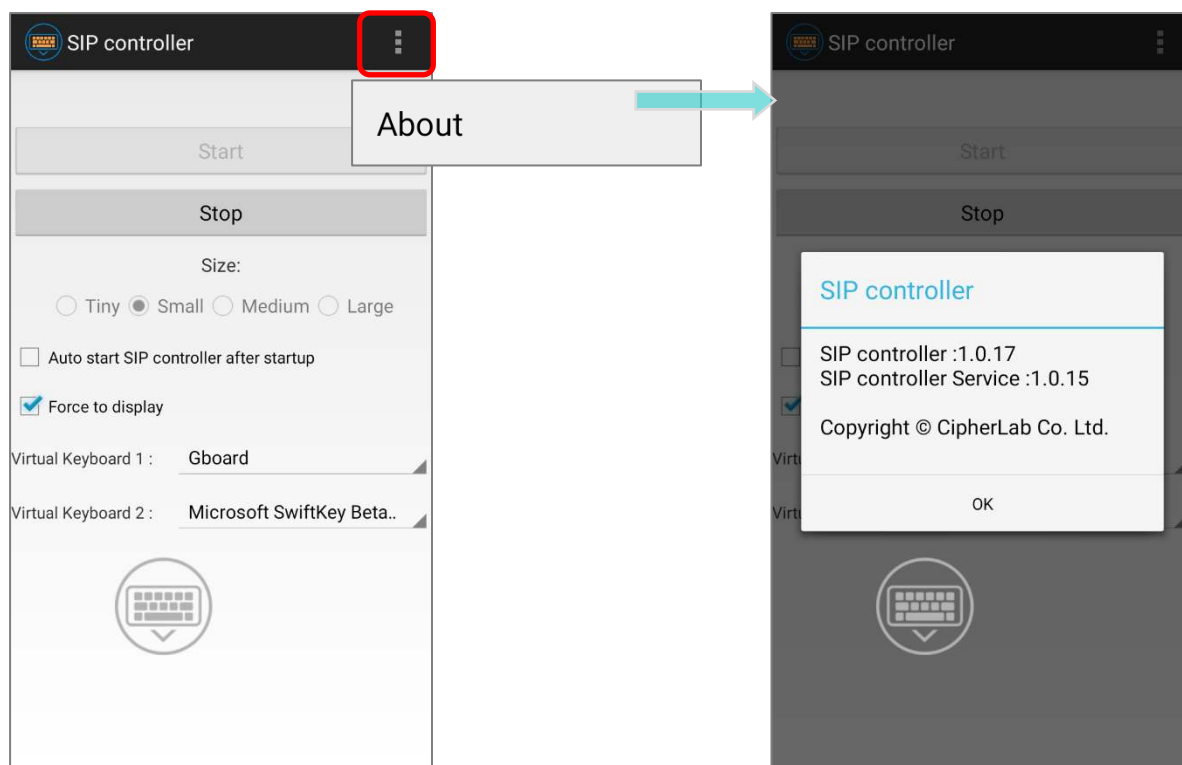 SIP controller
About
Start
Stop
Size:
Tiny Small Medium Large
Auto start SIP controller after startup
Force to display
Virtual Keyboard 1 : Gboard
Virtual Keyboard 2 : Microsoft SwiftKey Beta..
SIP controller
Start
Stop
SIP controller
SIP controller :1.0.17
SIP controller Service :1.0.15
Copyright © CipherLab Co. Ltd.
OK
Virtu
Virtu